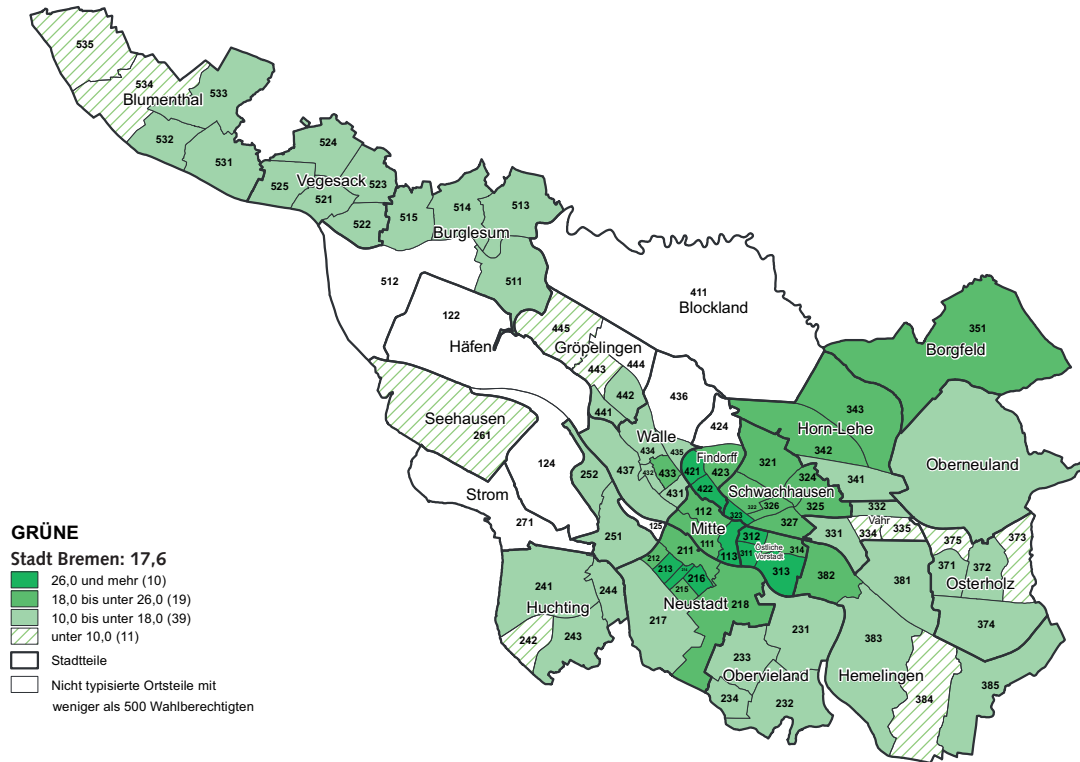 535
534
Blumenthal
533
532
531
524
Vegesack
523
525
521
522
515
514
513
Burglesum
511
512
122
Häfen
411
Blockland
445
Gröpelingen
444
443
442
441
436
424
351
Borgfeld
343
Horn-Lehe
342
341
Oberneuland
Seehausen
261
124
Strom
271
252
251
125
Walle
434
435
437
432
433
431
Findorff
421
423
422
321
324
Schwachhausen
322
326
325
323
327
112
Mitte
111
113
312
311
Östliche
Vorstadt
314
313
332
Vahr
331
334
335
375
373
371
372
Osterholz
374
382
381
383
Hemelingen
384
385
212
211
213
216
215
Neustadt
218
217
241
Huchting
244
242
243
231
233
Obervieland
234
232
GRÜNE
Stadt Bremen: 17,6
26,0 und mehr (10)
18,0 bis unter 26,0 (19)
10,0 bis unter 18,0 (39)
unter 10,0 (11)
Stadtteile
Nicht typisierte Ortsteile mit
weniger als 500 Wahlberechtigten